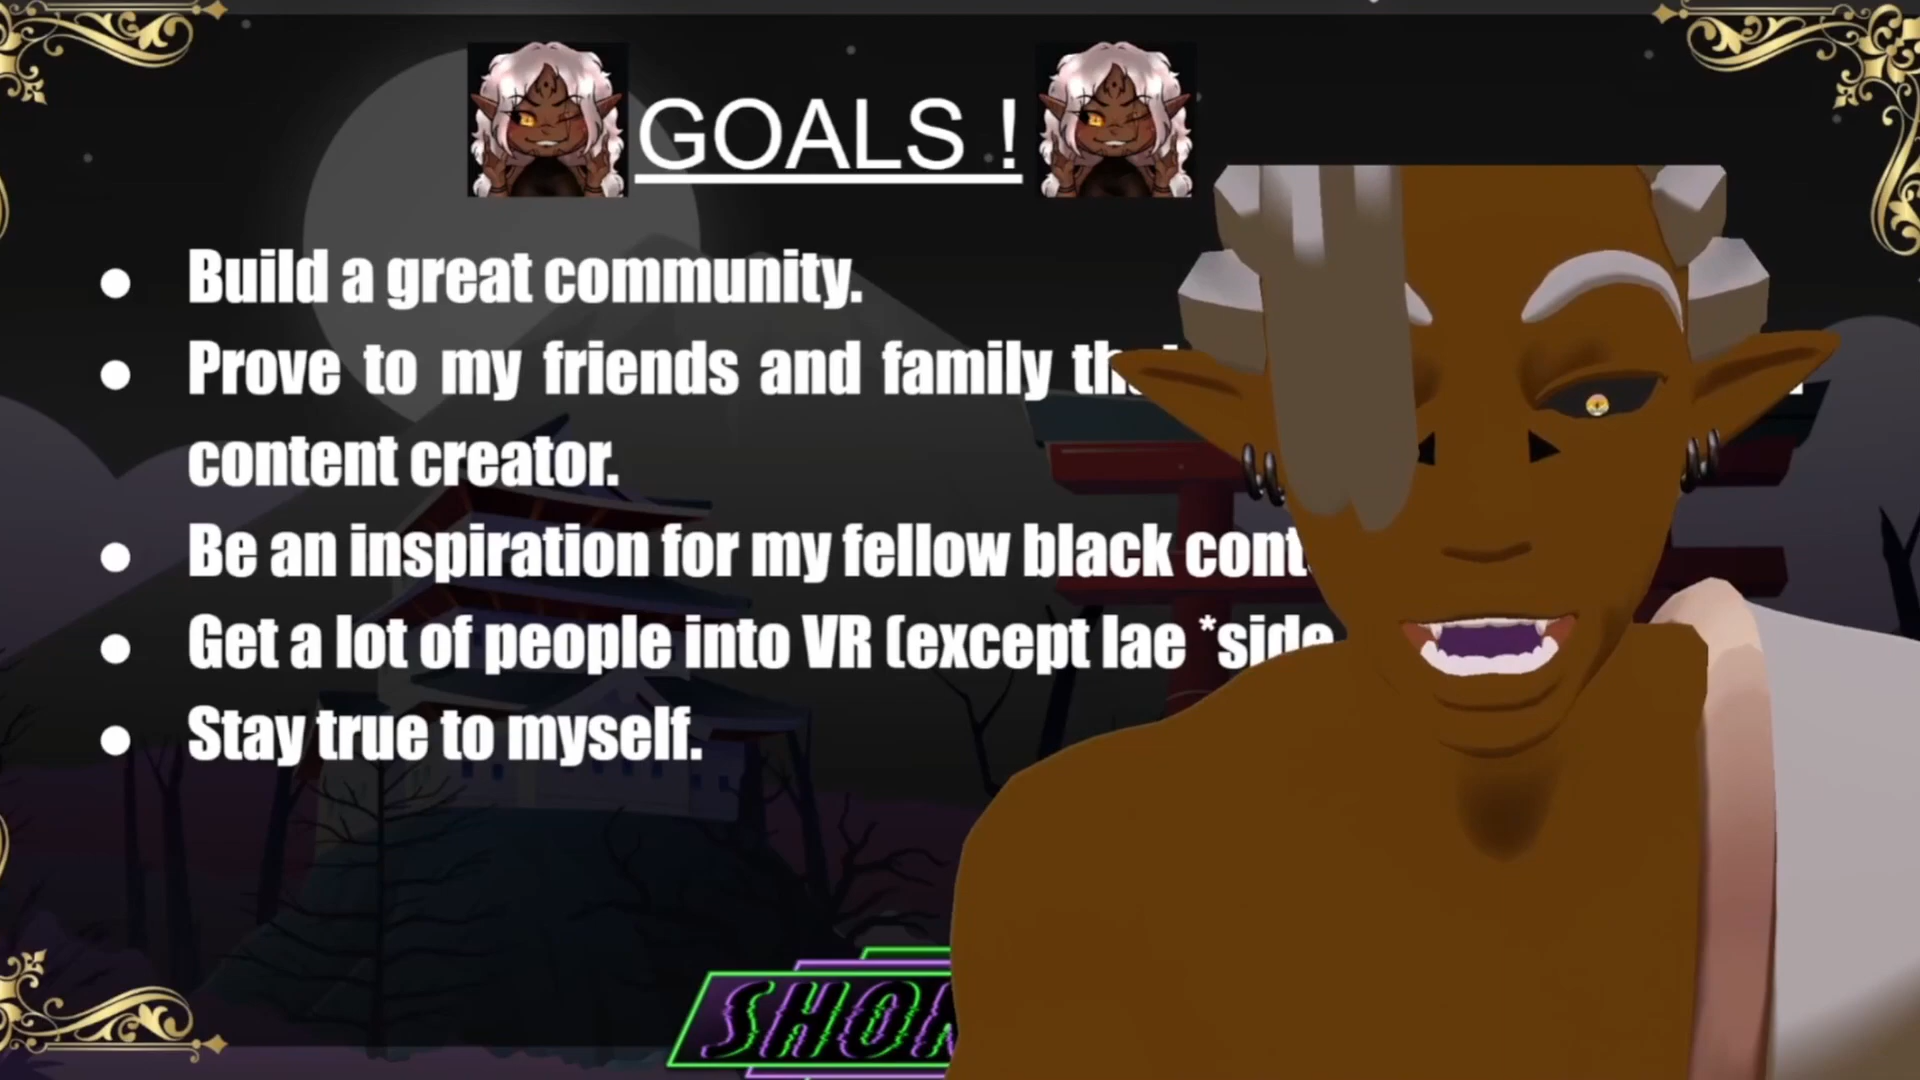 GOALS !
Build a great community.
Prove to my friends and family
content creator.
Be an inspiration for my fellow black
Get a lot of people into VR (except lae
Stay true to myself.